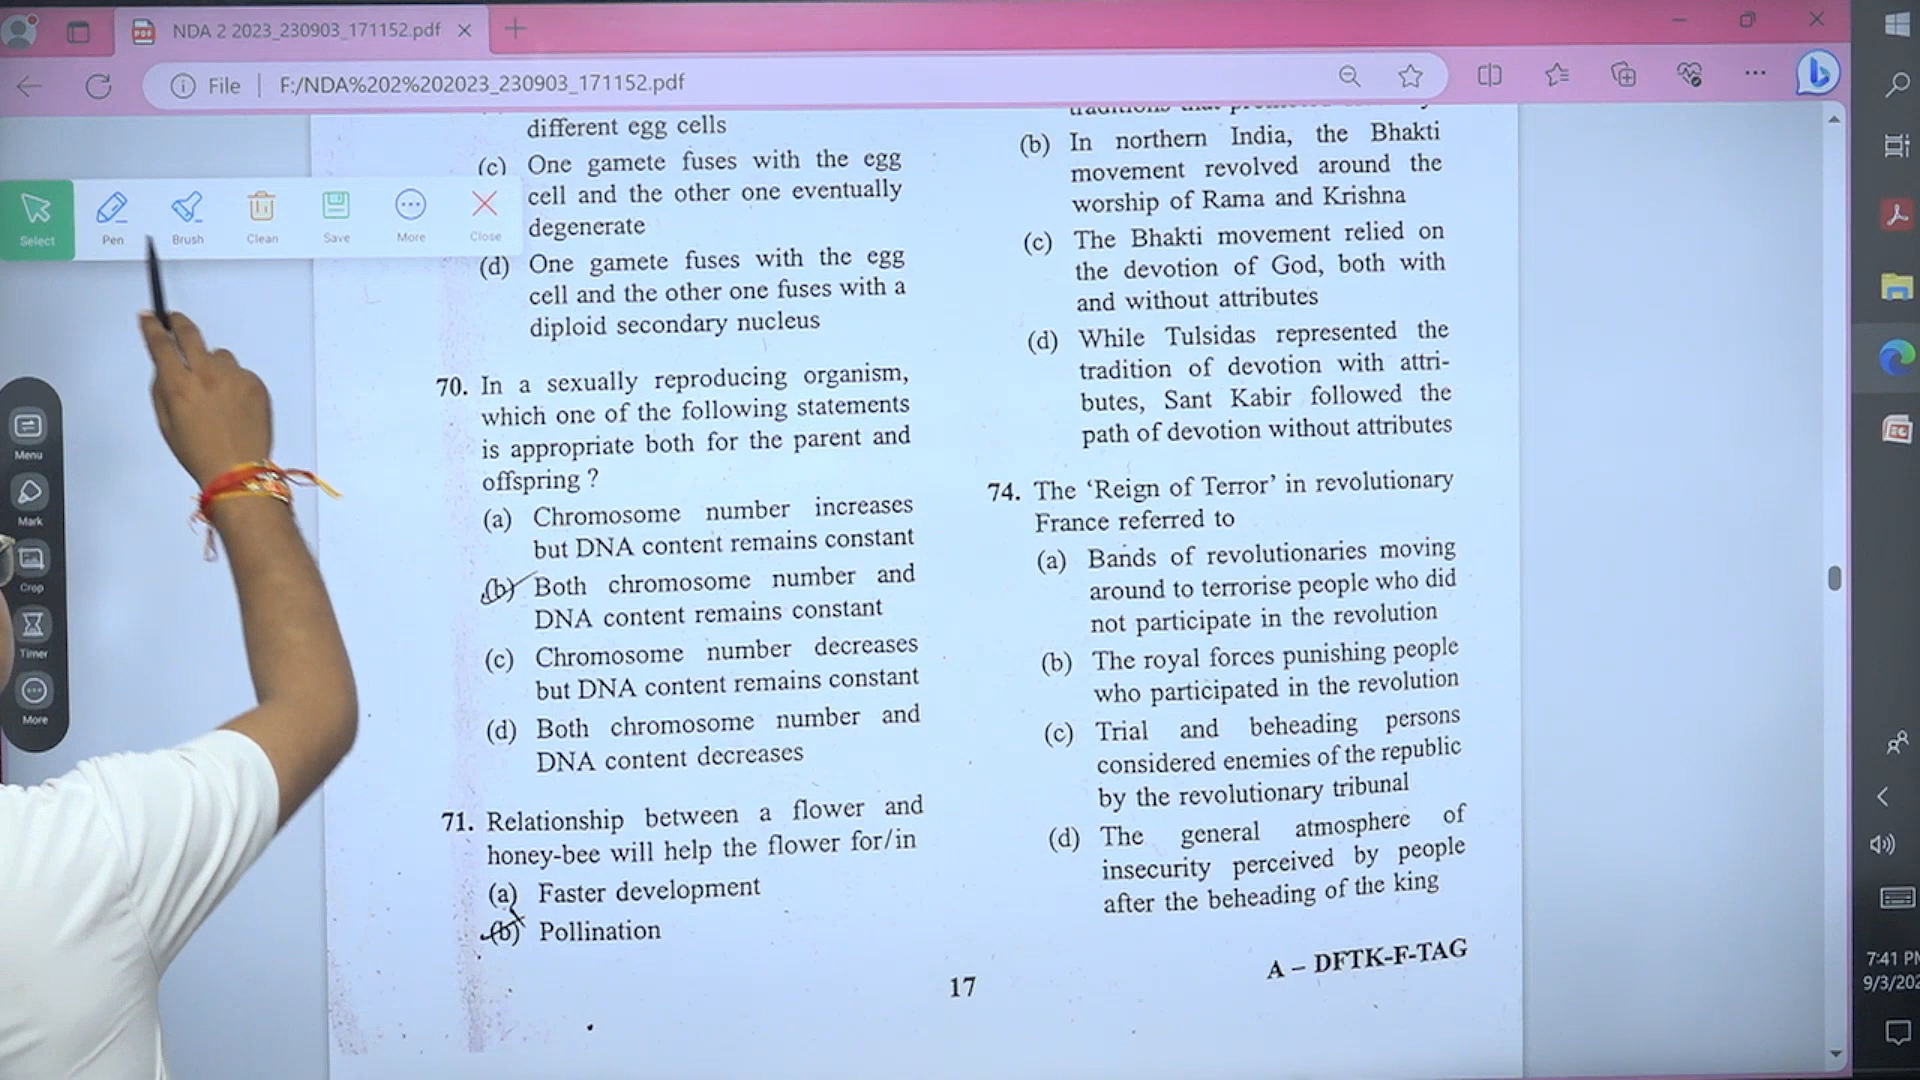 NDA 2 2023_230903_171152.pdf
File
F:/NDA%202%202023_230903_171152.pdf
Select
Pen
Brush
Clean
Save
More
Close
Menu
Mark
Crop
Timer
More
different egg cells
(c) One gamete fuses with the egg
cell and the other one eventually
degenerate
(d) One gamete fuses with the egg
cell and the other one fuses with a
diploid secondary nucleus
70. In a sexually reproducing organism,
which one of the following statements
is appropriate both for the parent and
offspring ?
(a) Chromosome number increases
but DNA content remains constant
(b) Both chromosome number and
DNA content remains constant
(c) Chromosome number decreases
but DNA content remains constant
(d) Both chromosome number and
DNA content decreases
71. Relationship between a flower and
honey-bee will help the flower for/in
(a) Faster development
(b) Pollination
traditions that
(b) In northern India, the Bhakti
movement revolved around the
worship of Rama and Krishna
(c) The Bhakti movement relied on
the devotion of God, both with
and without attributes
(d) While Tulsidas represented the
tradition of devotion with attri-
butes, Sant Kabir followed the
path of devotion without attributes
74. The ‘Reign of Terror’ in revolutionary
France referred to
(a) Bands of revolutionaries moving
around to terrorise people who did
not participate in the revolution
(b) The royal forces punishing people
who participated in the revolution
(c) Trial and beheading persons
considered enemies of the republic
by the revolutionary tribunal
(d) The general atmosphere of
insecurity perceived by people
after the beheading of the king
17
A – DFTK-F-TAG
7:41 PM
9/3/202